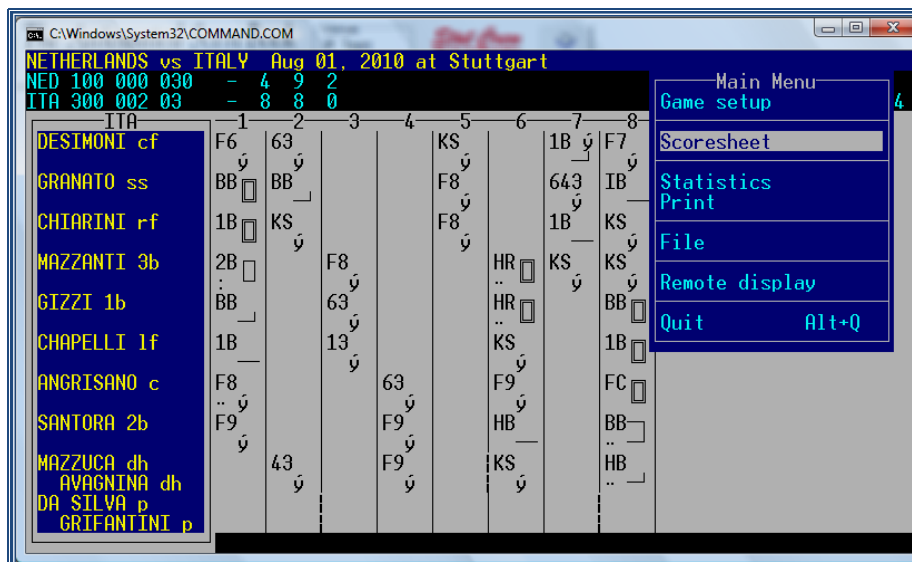 C:\Windows\System32\COMMAND.COM
NETHERLANDS vs ITALY Aug 01, 2010 at Stuttgart
NED 100 000 030 - 4 9 2
ITA 300 002 03 - 8 8 0 4
Main Menu
Game setup
Scoresheet
Statistics
Print
File
Remote display
Quit Alt+Q
ITA 1 2 3 4 5 6 7 8
DESIMONI cf F6 63 KS 1B F7
GRANATO ss BB BB F8 643 IB
CHIARINI rf 1B KS F8 1B KS
MAZZANTI 3b 2B F8 HR KS KS
GIZZI 1b BB 63 HR BB
CHAPELLI lf 1B 13 KS 1B
ANGRISANO c F8 63 F9 FC
SANTORA 2b F9 F9 HB BB
MAZZUCA dh 43 F9 KS HB
AVAGNINA dh
DA SILVA p
GRIFANTINI p